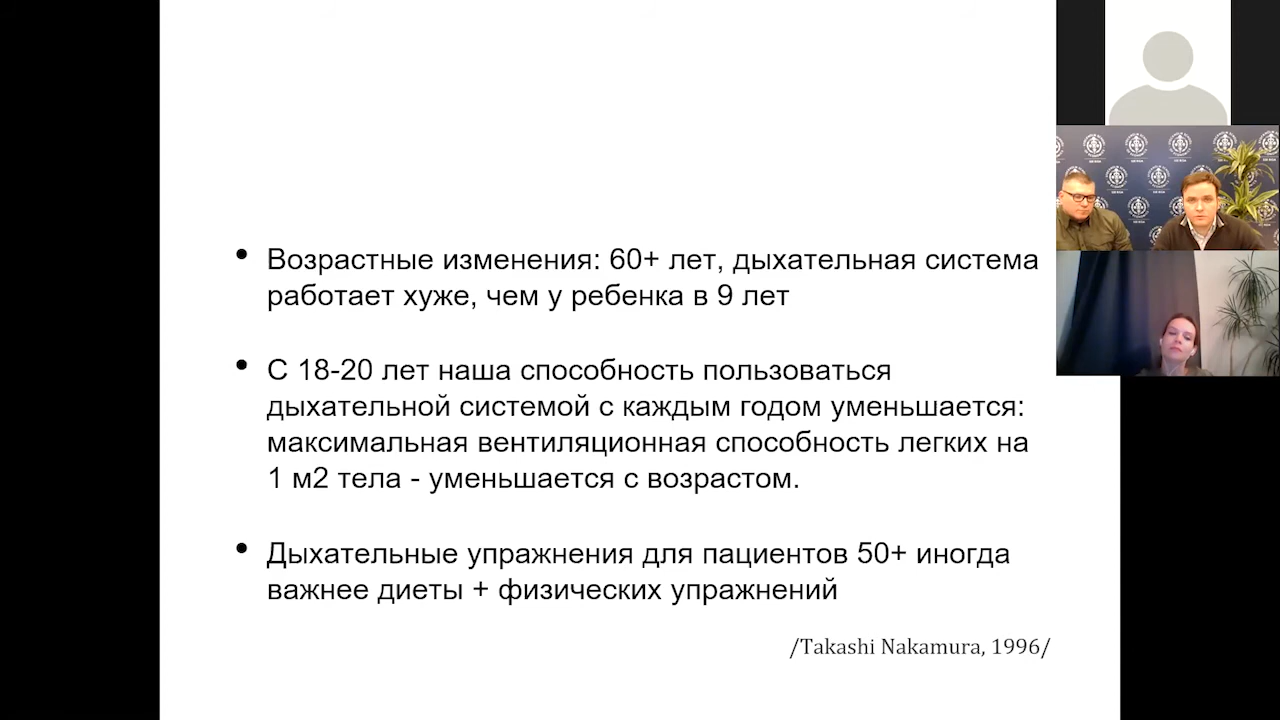 • Возрастные изменения: 60+ лет, дыхательная система
работает хуже, чем у ребенка в 9 лет
• С 18-20 лет наша способность пользоваться
дыхательной системой с каждым годом уменьшается:
максимальная вентиляционная способность легких на
1 м2 тела - уменьшается с возрастом.
• Дыхательные упражнения для пациентов 50+ иногда
важнее диеты + физических упражнений
/Takashi Nakamura, 1996/